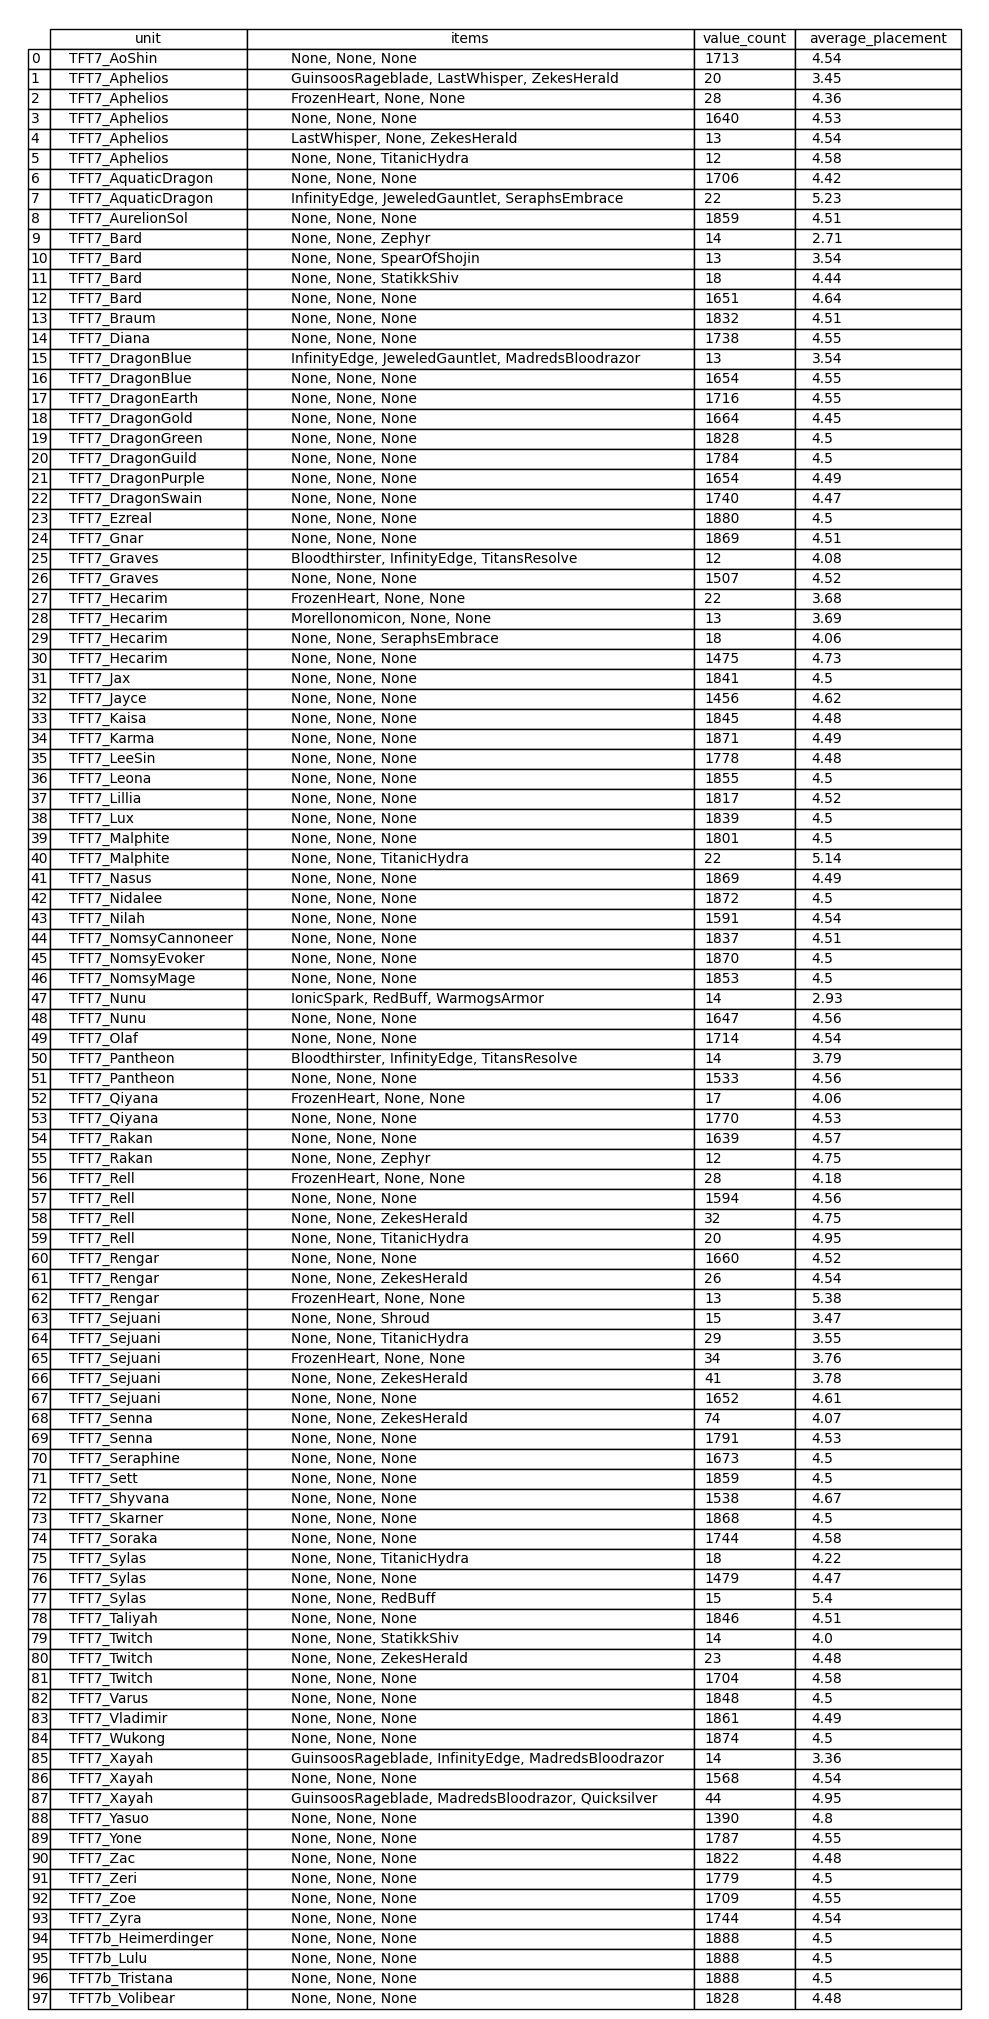 unit items value_count average_placement
0 TFT7_AoShin None, None, None 1713 4.54
1 TFT7_Aphelios GuinsoosRageblade, LastWhisper, ZekesHerald 20 3.45
2 TFT7_Aphelios FrozenHeart, None, None 28 4.36
3 TFT7_Aphelios None, None, None 1640 4.53
4 TFT7_Aphelios LastWhisper, None, ZekesHerald 13 4.54
5 TFT7_Aphelios None, None, TitanicHydra 12 4.58
6 TFT7_AquaticDragon None, None, None 1706 4.42
7 TFT7_AquaticDragon InfinityEdge, JeweledGauntlet, SeraphsEmbrace 22 5.23
8 TFT7_AurelionSol None, None, None 1859 4.51
9 TFT7_Bard None, None, Zephyr 14 2.71
10 TFT7_Bard None, None, SpearOfShojin 13 3.54
11 TFT7_Bard None, None, StatikkShiv 18 4.44
12 TFT7_Bard None, None, None 1651 4.64
13 TFT7_Braum None, None, None 1832 4.51
14 TFT7_Diana None, None, None 1738 4.55
15 TFT7_DragonBlue InfinityEdge, JeweledGauntlet, MadredsBloodrazor 13 3.54
16 TFT7_DragonBlue None, None, None 1654 4.55
17 TFT7_DragonEarth None, None, None 1716 4.55
18 TFT7_DragonGold None, None, None 1664 4.45
19 TFT7_DragonGreen None, None, None 1828 4.5
20 TFT7_DragonGuild None, None, None 1784 4.5
21 TFT7_DragonPurple None, None, None 1654 4.49
22 TFT7_DragonSwain None, None, None 1740 4.47
23 TFT7_Ezreal None, None, None 1880 4.5
24 TFT7_Gnar None, None, None 1869 4.51
25 TFT7_Graves Bloodthirster, InfinityEdge, TitansResolve 12 4.08
26 TFT7_Graves None, None, None 1507 4.52
27 TFT7_Hecarim FrozenHeart, None, None 22 3.68
28 TFT7_Hecarim Morellonomicon, None, None 13 3.69
29 TFT7_Hecarim None, None, SeraphsEmbrace 18 4.06
30 TFT7_Hecarim None, None, None 1475 4.73
31 TFT7_Jax None, None, None 1841 4.5
32 TFT7_Jayce None, None, None 1456 4.62
33 TFT7_Kaisa None, None, None 1845 4.48
34 TFT7_Karma None, None, None 1871 4.49
35 TFT7_LeeSin None, None, None 1778 4.48
36 TFT7_Leona None, None, None 1855 4.5
37 TFT7_Lillia None, None, None 1817 4.52
38 TFT7_Lux None, None, None 1839 4.5
39 TFT7_Malphite None, None, None 1801 4.5
40 TFT7_Malphite None, None, TitanicHydra 22 5.14
41 TFT7_Nasus None, None, None 1869 4.49
42 TFT7_Nidalee None, None, None 1872 4.5
43 TFT7_Nilah None, None, None 1591 4.54
44 TFT7_NomsyCannoneer None, None, None 1837 4.51
45 TFT7_NomsyEvoker None, None, None 1870 4.5
46 TFT7_NomsyMage None, None, None 1853 4.5
47 TFT7_Nunu IonicSpark, RedBuff, WarmogsArmor 14 2.93
48 TFT7_Nunu None, None, None 1647 4.56
49 TFT7_Olaf None, None, None 1714 4.54
50 TFT7_Pantheon Bloodthirster, InfinityEdge, TitansResolve 14 3.79
51 TFT7_Pantheon None, None, None 1533 4.56
52 TFT7_Qiyana FrozenHeart, None, None 17 4.06
53 TFT7_Qiyana None, None, None 1770 4.53
54 TFT7_Rakan None, None, None 1639 4.57
55 TFT7_Rakan None, None, Zephyr 12 4.75
56 TFT7_Rell FrozenHeart, None, None 28 4.18
57 TFT7_Rell None, None, None 1594 4.56
58 TFT7_Rell None, None, ZekesHerald 32 4.75
59 TFT7_Rell None, None, TitanicHydra 20 4.95
60 TFT7_Rengar None, None, None 1660 4.52
61 TFT7_Rengar None, None, ZekesHerald 26 4.54
62 TFT7_Rengar FrozenHeart, None, None 13 5.38
63 TFT7_Sejuani None, None, Shroud 15 3.47
64 TFT7_Sejuani None, None, TitanicHydra 29 3.55
65 TFT7_Sejuani FrozenHeart, None, None 34 3.76
66 TFT7_Sejuani None, None, ZekesHerald 41 3.78
67 TFT7_Sejuani None, None, None 1652 4.61
68 TFT7_Senna None, None, ZekesHerald 74 4.07
69 TFT7_Senna None, None, None 1791 4.53
70 TFT7_Seraphine None, None, None 1673 4.5
71 TFT7_Sett None, None, None 1859 4.5
72 TFT7_Shyvana None, None, None 1538 4.67
73 TFT7_Skarner None, None, None 1868 4.5
74 TFT7_Soraka None, None, None 1744 4.58
75 TFT7_Sylas None, None, TitanicHydra 18 4.22
76 TFT7_Sylas None, None, None 1479 4.47
77 TFT7_Sylas None, None, RedBuff 15 5.4
78 TFT7_Taliyah None, None, None 1846 4.51
79 TFT7_Twitch None, None, StatikkShiv 14 4.0
80 TFT7_Twitch None, None, ZekesHerald 23 4.48
81 TFT7_Twitch None, None, None 1704 4.58
82 TFT7_Varus None, None, None 1848 4.5
83 TFT7_Vladimir None, None, None 1861 4.49
84 TFT7_Wukong None, None, None 1874 4.5
85 TFT7_Xayah GuinsoosRageblade, InfinityEdge, MadredsBloodrazor 14 3.36
86 TFT7_Xayah None, None, None 1568 4.54
87 TFT7_Xayah GuinsoosRageblade, MadredsBloodrazor, Quicksilver 44 4.95
88 TFT7_Yasuo None, None, None 1390 4.8
89 TFT7_Yone None, None, None 1787 4.55
90 TFT7_Zac None, None, None 1822 4.48
91 TFT7_Zeri None, None, None 1779 4.5
92 TFT7_Zoe None, None, None 1709 4.55
93 TFT7_Zyra None, None, None 1744 4.54
94 TFT7b_Heimerdinger None, None, None 1888 4.5
95 TFT7b_Lulu None, None, None 1888 4.5
96 TFT7b_Tristana None, None, None 1888 4.5
97 TFT7b_Volibear None, None, None 1828 4.48